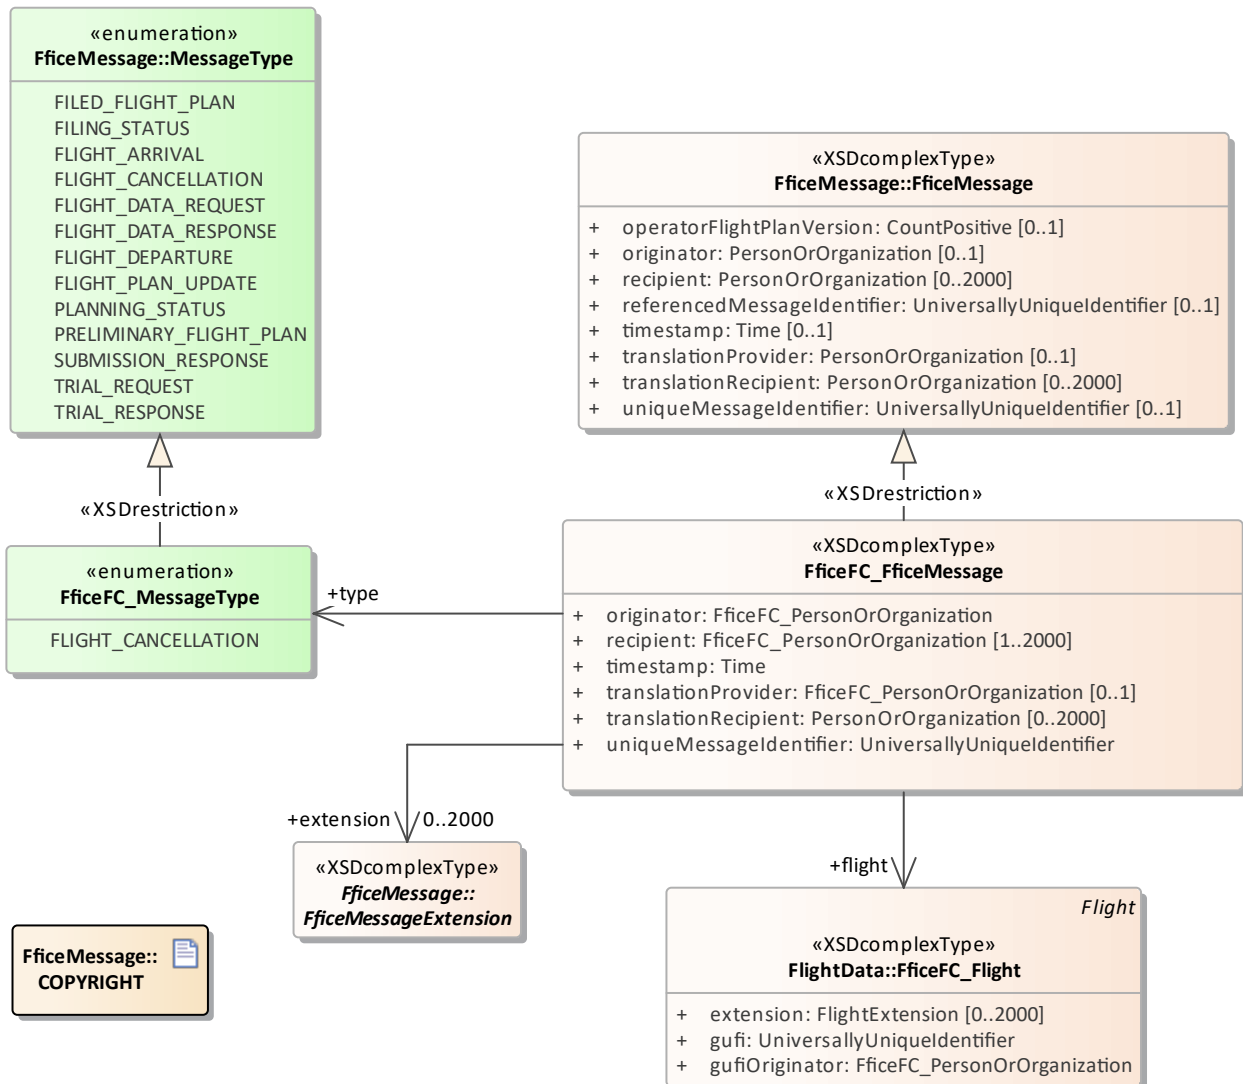 «enumeration»
FficeMessage::MessageType
FILED_FLIGHT_PLAN
FILING_STATUS
FLIGHT_ARRIVAL
FLIGHT_CANCELLATION
FLIGHT_DATA_REQUEST
FLIGHT_DATA_RESPONSE
FLIGHT_DEPARTURE
FLIGHT_PLAN_UPDATE
PLANNING_STATUS
PRELIMINARY_FLIGHT_PLAN
SUBMISSION_RESPONSE
TRIAL_REQUEST
TRIAL_RESPONSE
«XSDcomplexType»
FficeMessage::FficeMessage
+ operatorFlightPlanVersion: CountPositive [0..1]
+ originator: PersonOrOrganization [0..1]
+ recipient: PersonOrOrganization [0..2000]
+ referencedMessageIdentifier: UniversallyUniqueIdentifier [0..1]
+ timestamp: Time [0..1]
+ translationProvider: PersonOrOrganization [0..1]
+ translationRecipient: PersonOrOrganization [0..2000]
+ uniqueMessageIdentifier: UniversallyUniqueIdentifier [0..1]
«XSDrestriction»
«XSDrestriction»
«enumeration»
FficeFC_MessageType
FLIGHT_CANCELLATION
+type
«XSDcomplexType»
FficeFC_FficeMessage
+ originator: FficeFC_PersonOrOrganization
+ recipient: FficeFC_PersonOrOrganization [1..2000]
+ timestamp: Time
+ translationProvider: FficeFC_PersonOrOrganization [0..1]
+ translationRecipient: PersonOrOrganization [0..2000]
+ uniqueMessageIdentifier: UniversallyUniqueIdentifier
+extension 0..2000
«XSDcomplexType»
FficeMessage::
FficeMessageExtension
+flight
Flight
«XSDcomplexType»
FlightData::FficeFC_Flight
+ extension: FlightExtension [0..2000]
+ gufi: UniversallyUniqueIdentifier
+ gufiOriginator: FficeFC_PersonOrOrganization
FficeMessage::
COPYRIGHT